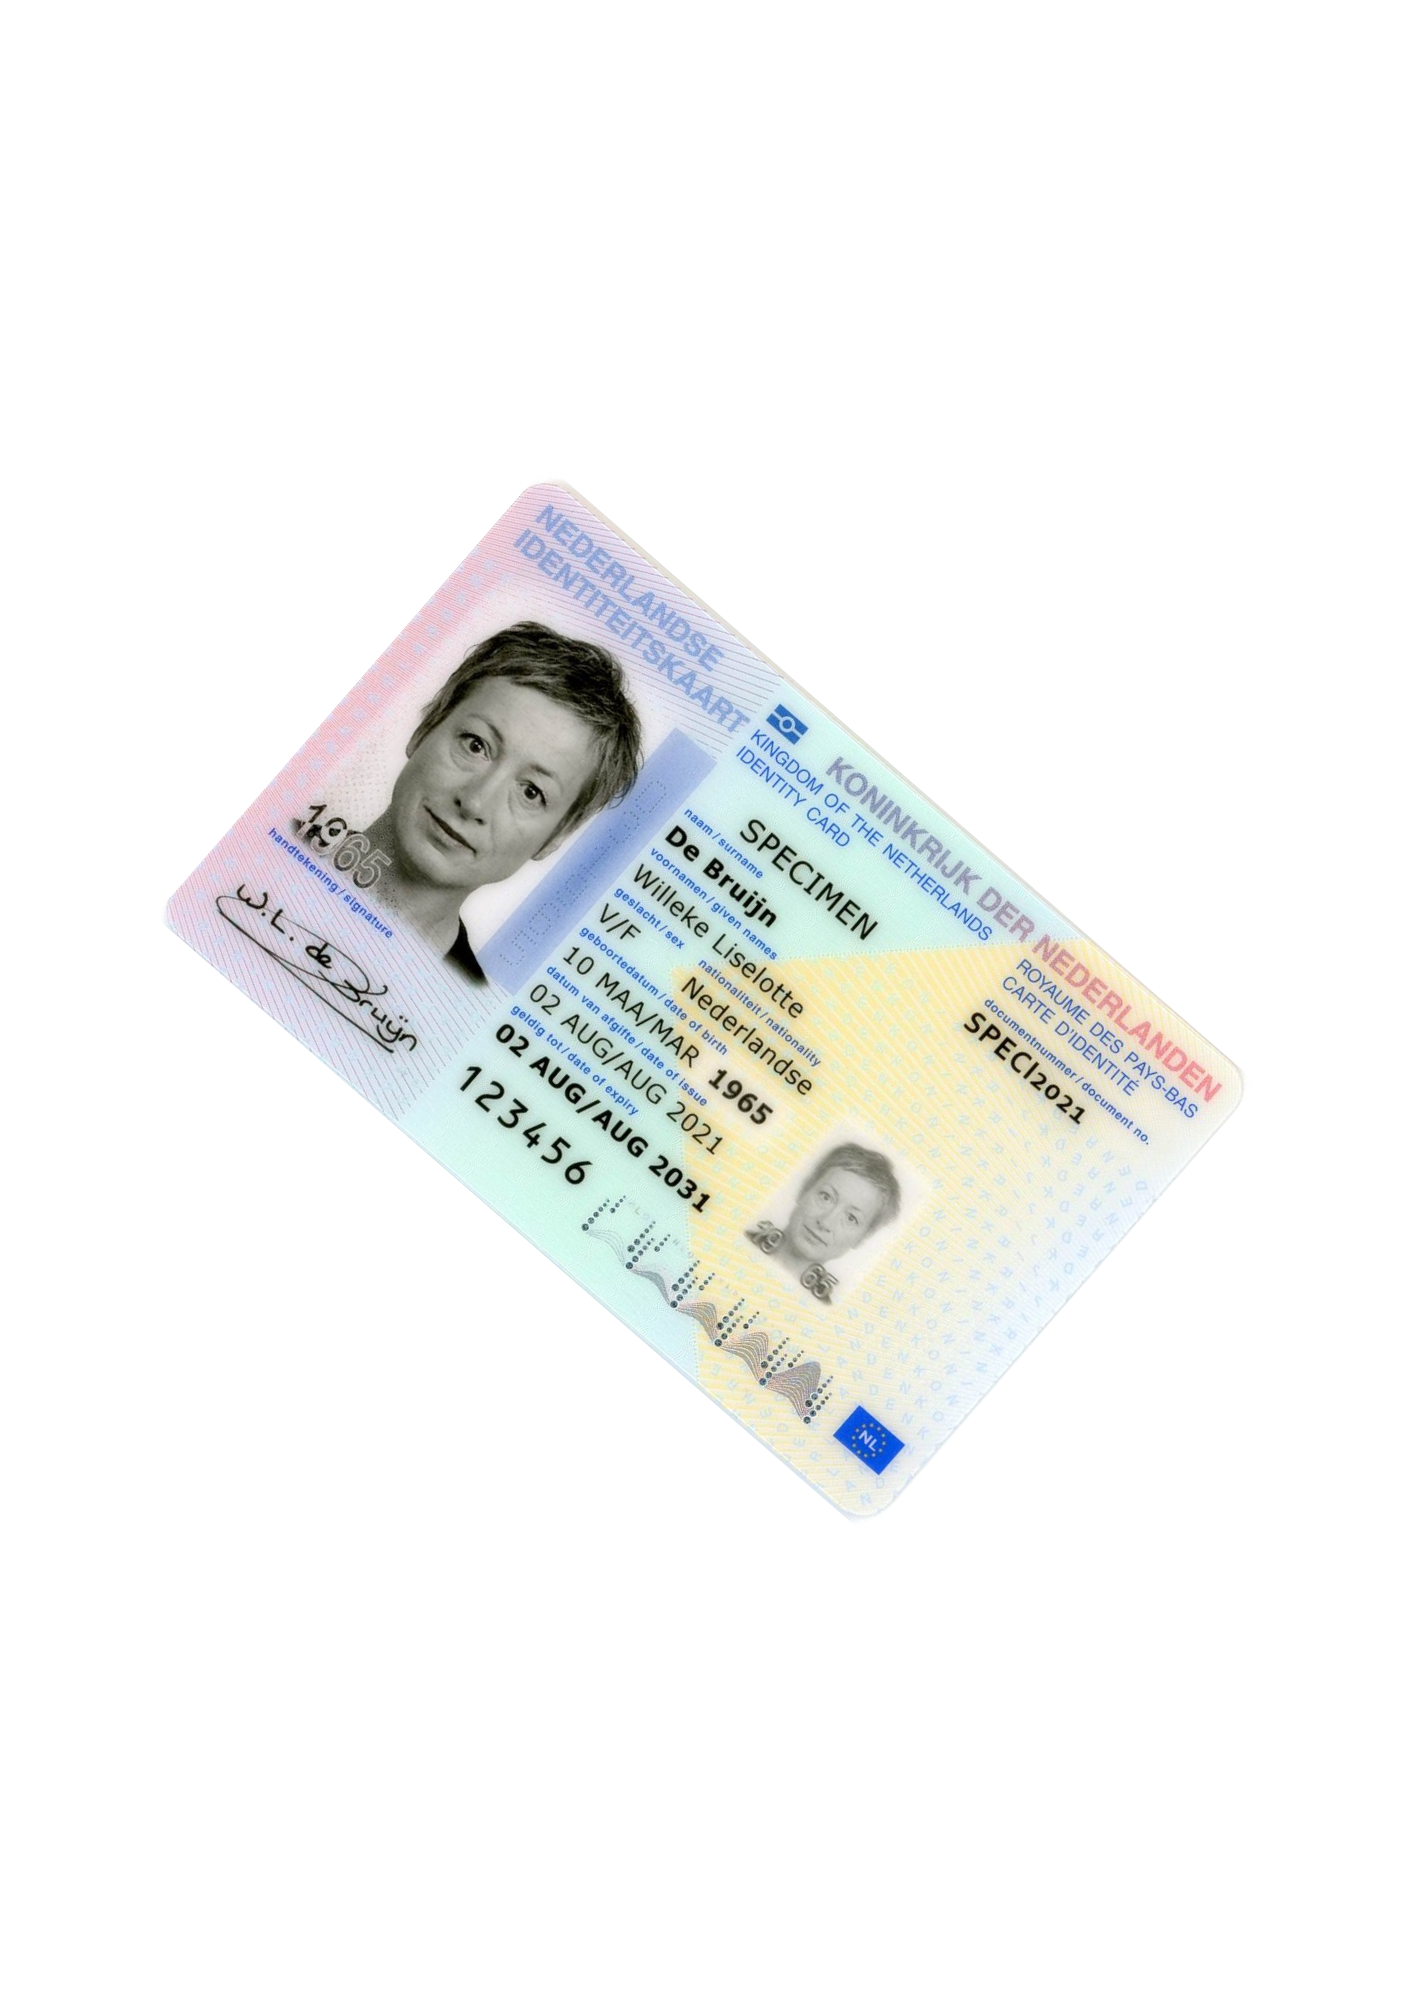 NEDERLANDSE
IDENTITEITSKAART
KONINKRIJK DER NEDERLANDEN
KINGDOM OF THE NETHERLANDS
IDENTITY CARD
ROYAUME DES PAYS-BAS
CARTE D'IDENTITÉ
documentnummer / document no.
SPECI2021
SPECIMEN
naam / surname
De Bruijn
voornamen / given names
Willeke Liselotte
geslacht / sex nationaliteit / nationality
V/F Nederlandse
geboortedatum / date of birth
10 MAA/MAR 1965
datum van afgifte / date of issue
02 AUG/AUG 2021
geldig tot / date of expiry
02 AUG/AUG 2031
123456
1965
handtekening / signature
W.L. de Bruijn
19 65
NL